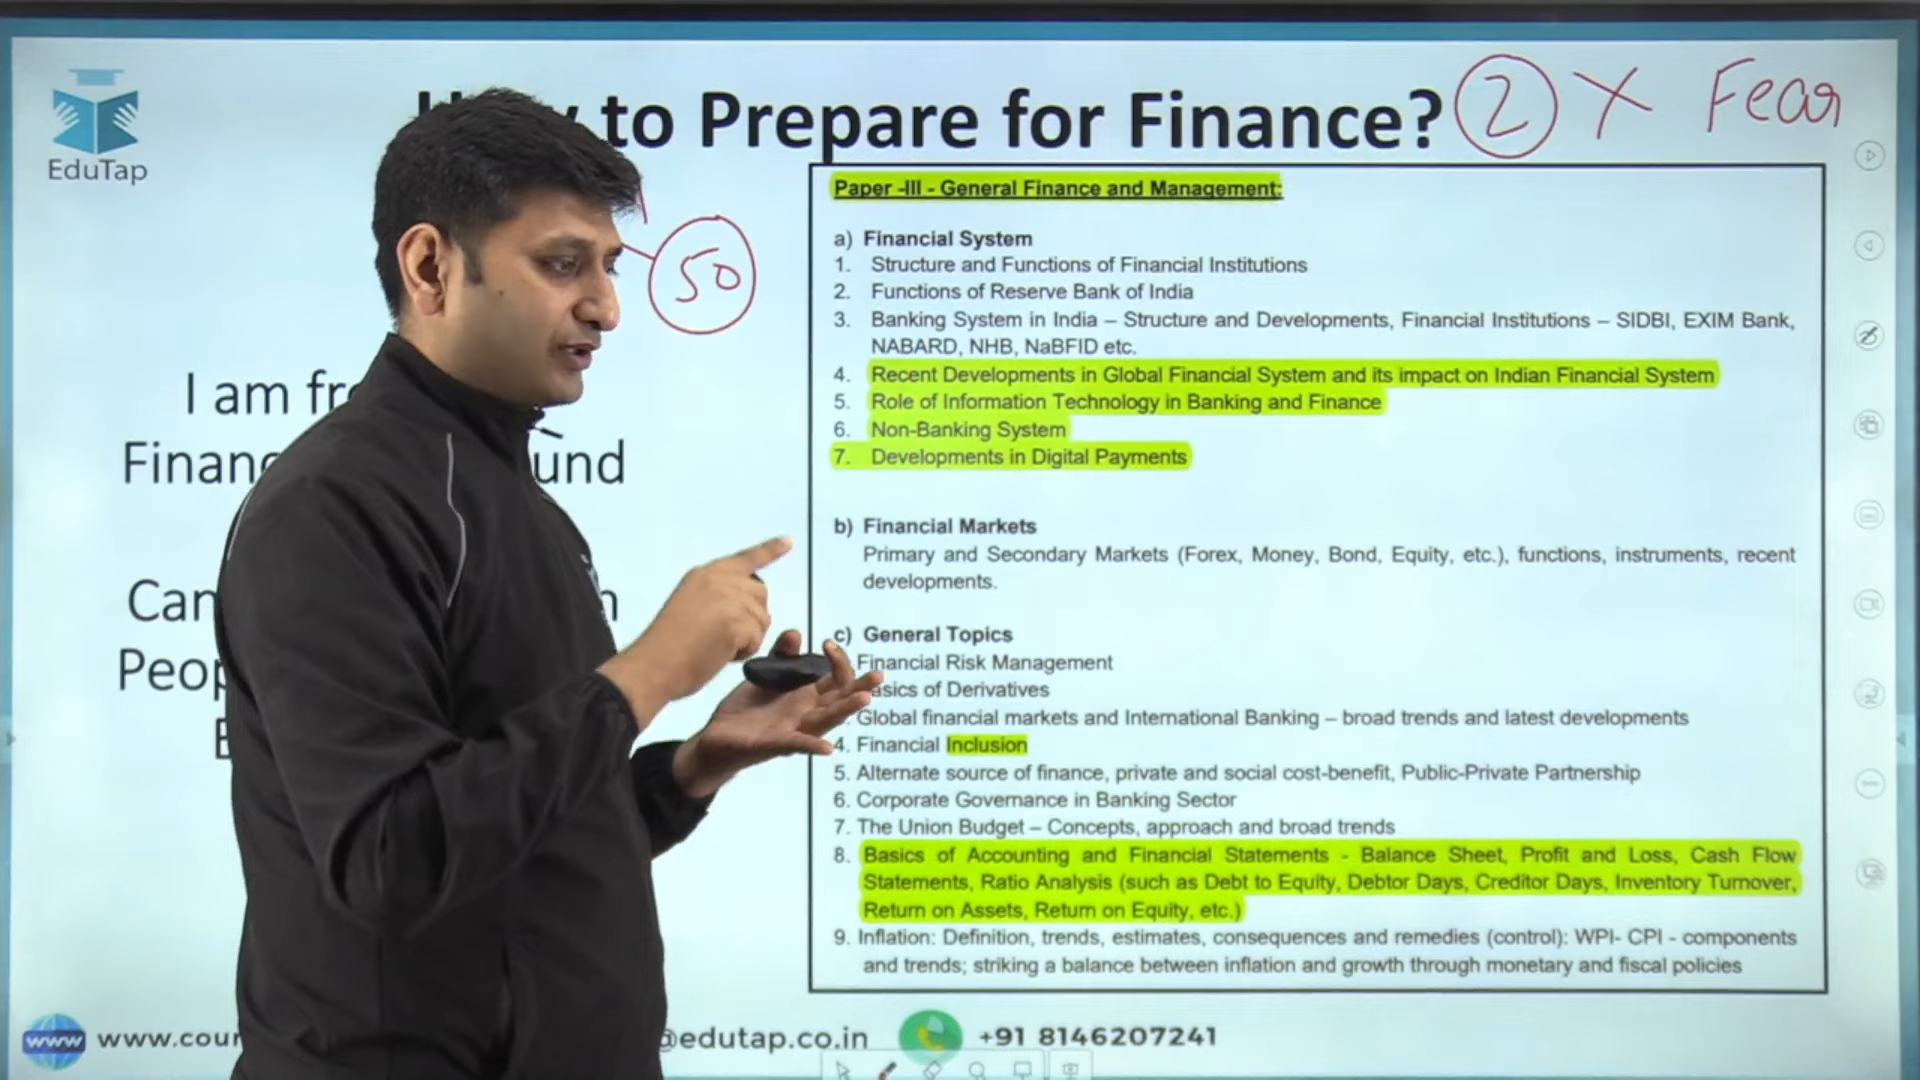 to Prepare for Finance? 2 X Fear
EduTap
50
I am
und
Paper -III - General Finance and Management:
a) Financial System
1. Structure and Functions of Financial Institutions
2. Functions of Reserve Bank of India
3. Banking System in India – Structure and Developments, Financial Institutions – SIDBI, EXIM Bank,
NABARD, NHB, NaBFID etc.
4. Recent Developments in Global Financial System and its impact on Indian Financial System
5. Role of Information Technology in Banking and Finance
6. Non-Banking System
7. Developments in Digital Payments
b) Financial Markets
Primary and Secondary Markets (Forex, Money, Bond, Equity, etc.), functions, instruments, recent
developments.
c) General Topics
Financial Risk Management
asics of Derivatives
Global financial markets and International Banking – broad trends and latest developments
4. Financial Inclusion
5. Alternate source of finance, private and social cost-benefit, Public-Private Partnership
6. Corporate Governance in Banking Sector
7. The Union Budget – Concepts, approach and broad trends
8. Basics of Accounting and Financial Statements - Balance Sheet, Profit and Loss, Cash Flow
Statements, Ratio Analysis (such as Debt to Equity, Debtor Days, Creditor Days, Inventory Turnover,
Return on Assets, Return on Equity, etc.)
9. Inflation: Definition, trends, estimates, consequences and remedies (control): WPI- CPI - components
and trends; striking a balance between inflation and growth through monetary and fiscal policies
www www.cour @edutap.co.in +91 8146207241